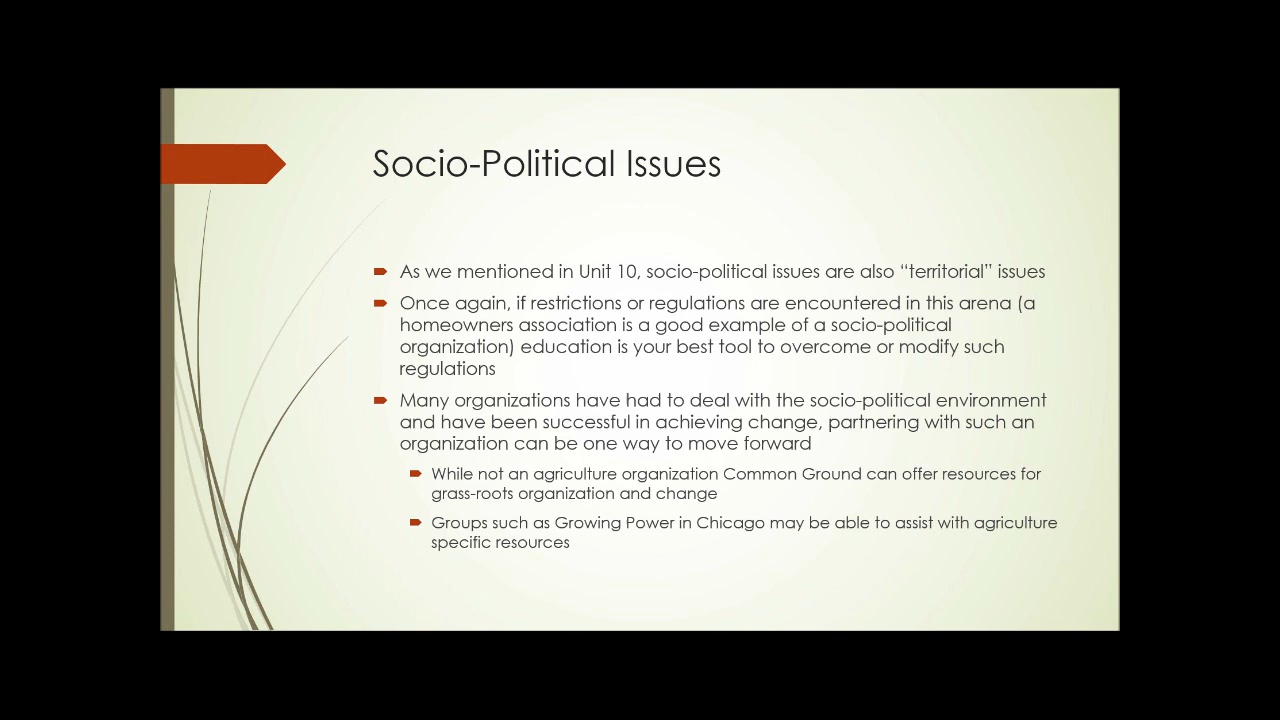 Socio-Political Issues
As we mentioned in Unit 10, socio-political issues are also “territorial” issues
Once again, if restrictions or regulations are encountered in this arena (a
homeowners association is a good example of a socio-political
organization) education is your best tool to overcome or modify such
regulations
Many organizations have had to deal with the socio-political environment
and have been successful in achieving change, partnering with such an
organization can be one way to move forward
While not an agriculture organization Common Ground can offer resources for
grass-roots organization and change
Groups such as Growing Power in Chicago may be able to assist with agriculture
specific resources